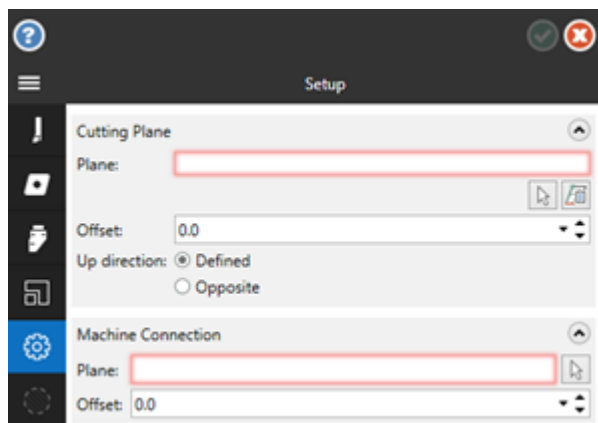 ?
Setup
Cutting Plane
Plane:
Offset: 0.0
Up direction: Defined
Opposite
Machine Connection
Plane:
Offset: 0.0